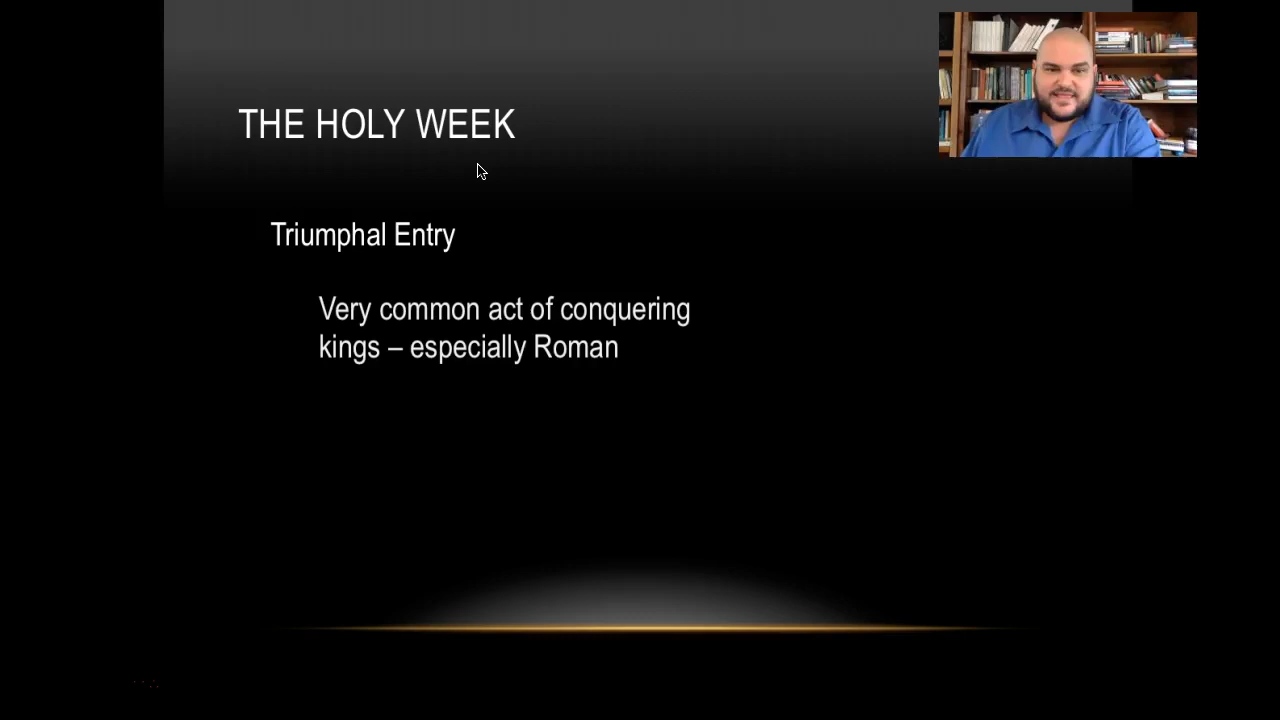 THE HOLY WEEK
Triumphal Entry
Very common act of conquering
kings – especially Roman